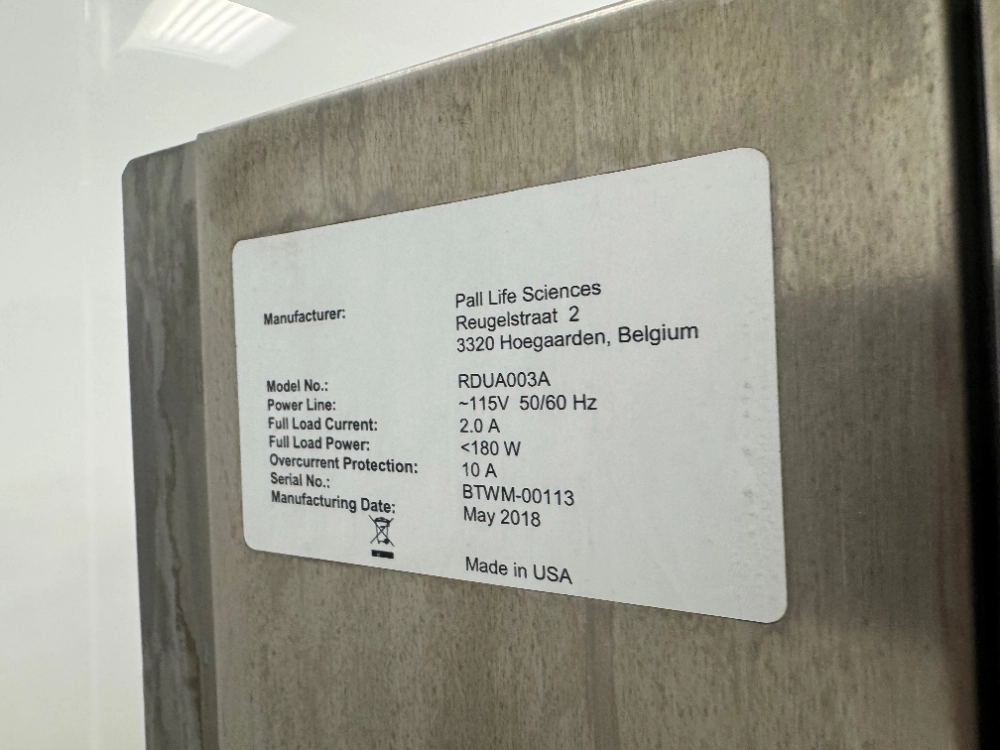 Manufacturer: Pall Life Sciences
Reugelstraat 2
3320 Hoegaarden, Belgium
Model No.: RDUA003A
Power Line: ~115V 50/60 Hz
Full Load Current: 2.0 A
Full Load Power: <180 W
Overcurrent Protection: 10 A
Serial No.: BTWM-00113
Manufacturing Date: May 2018
Made in USA